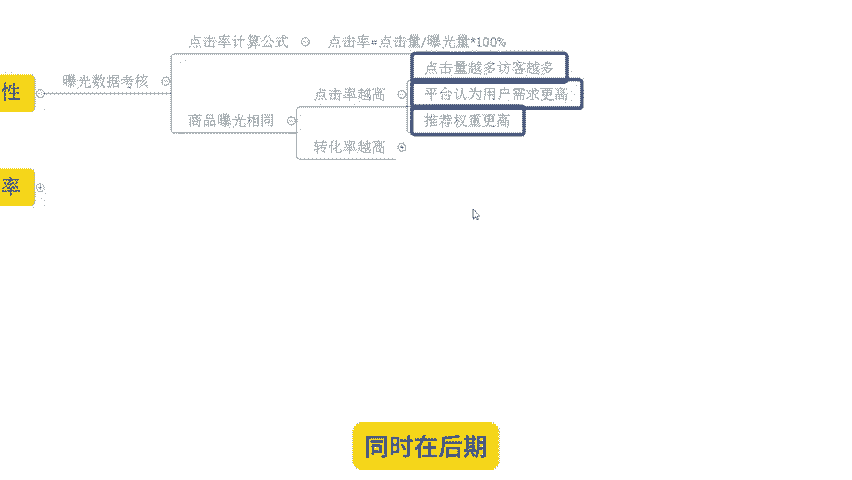 点击率计算公式 点击率=点击量/曝光量*100%
点击量越多访客越多
性 曝光数据考核
点击率越高 平台认为用户需求更高
商品曝光相同 推荐权重更高
转化率越高
率
同时在后期